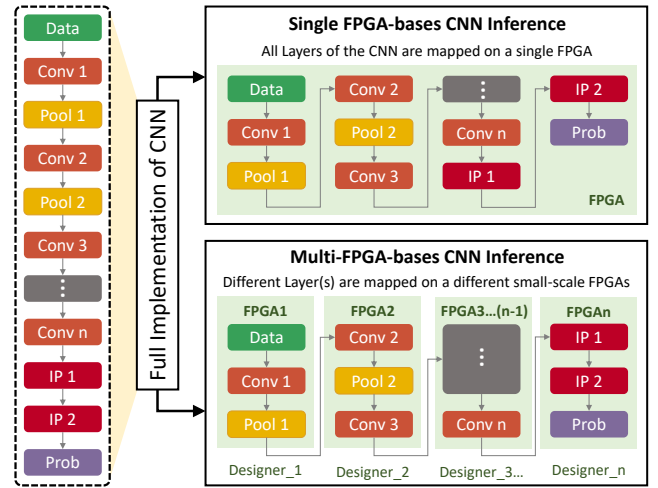 Data
Conv 1
Pool 1
Conv 2
Pool 2
Conv 3
⋮
Conv n
IP 1
IP 2
Prob
Full Implementation of CNN
Single FPGA-bases CNN Inference
All Layers of the CNN are mapped on a single FPGA
Data
Conv 1
Pool 1
Conv 2
Pool 2
Conv 3
⋮
Conv n
IP 1
IP 2
Prob
FPGA
Multi-FPGA-bases CNN Inference
Different Layer(s) are mapped on a different small-scale FPGAs
FPGA1
Data
Conv 1
Pool 1
Designer_1
FPGA2
Conv 2
Pool 2
Conv 3
Designer_2
FPGA3...(n-1)
⋮
Conv n
Designer_3...
FPGAn
IP 1
IP 2
Prob
Designer_n